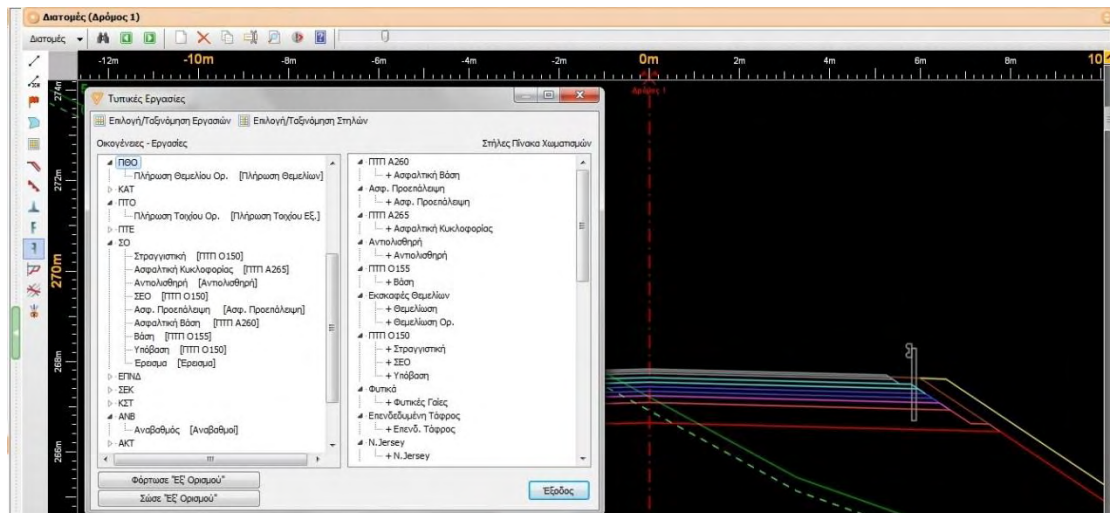 Διατομές (Δρόμος 1)
Διατομές
-12m -10m -8m -6m -4m -2m 0m 2m 4m 6m 8m 10
Δρόμος 1
274m
272m
270m
268m
266m
Τυπικές Εργασίες
Επιλογή/Ταξινόμηση Εργασιών Επιλογή/Ταξινόμηση Στηλών
Οικογένειες - Εργασίες
ΠΘΟ
Πλήρωση Θεμελίου Ορ. [Πλήρωση Θεμελίων]
ΚΑΤ
ΠΤΟ
Πλήρωση Τοιχίου Ορ. [Πλήρωση Τοιχίου Εξ.]
ΠΤΕ
ΣΟ
Στραγγιστική [ΠΤΠ Ο150]
Ασφαλτική Κυκλοφορίας [ΠΤΠ Α265]
Αντιολισθηρή [Αντιολισθηρή]
ΣΕΟ [ΠΤΠ Ο150]
Ασφ. Προεπάλειψη [Ασφ. Προεπάλειψη]
Ασφαλτική Βάση [ΠΤΠ Α260]
Βάση [ΠΤΠ Ο155]
Υπόβαση [ΠΤΠ Ο150]
Έρεισμα [Έρεισμα]
ΕΠΝΔ
ΣΕΚ
ΚΣΤ
ΑΝΒ
Αναβαθμός [Αναβαθμοί]
ΑΚΤ
Στήλες Πίνακα Χωματισμών
ΠΤΠ Α260
+ Ασφαλτική Βάση
Ασφ. Προεπάλειψη
+ Ασφ. Προεπάλειψη
ΠΤΠ Α265
+ Ασφαλτική Κυκλοφορίας
Αντιολισθηρή
+ Αντιολισθηρή
ΠΤΠ Ο155
+ Βάση
Εκσκαφές Θεμελίων
+ Θεμελίωση
+ Θεμελίωση Ορ.
ΠΤΠ Ο150
+ Στραγγιστική
+ ΣΕΟ
+ Υπόβαση
Φυτικά
+ Φυτικές Γαίες
Επενδεδυμένη Τάφρος
+ Επενδ. Τάφρος
N.Jersey
+ N.Jersey
Φόρτωσε "Εξ' Ορισμού"
Σώσε "Εξ' Ορισμού"
Έξοδος